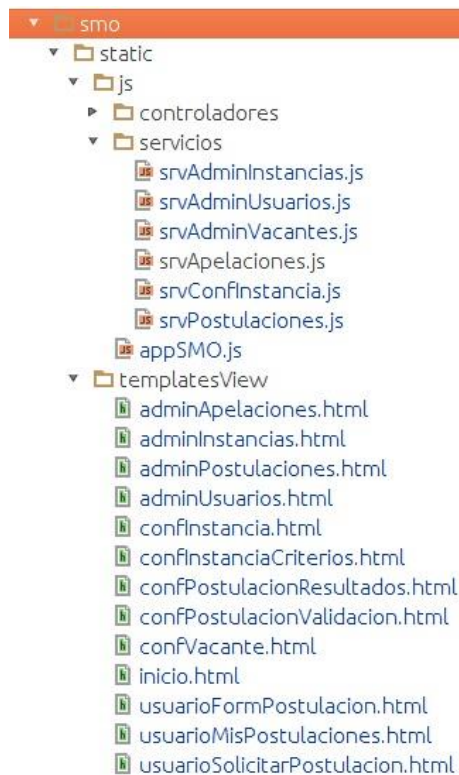 smo
static
js
controladores
servicios
srvAdminInstancias.js
srvAdminUsuarios.js
srvAdminVacantes.js
srvApelaciones.js
srvConfInstancia.js
srvPostulaciones.js
appSMO.js
templatesView
adminApelaciones.html
adminInstancias.html
adminPostulaciones.html
adminUsuarios.html
confInstancia.html
confInstanciaCriterios.html
confPostulacionResultados.html
confPostulacionValidacion.html
confVacante.html
inicio.html
usuarioFormPostulacion.html
usuarioMisPostulaciones.html
usuarioSolicitarPostulacion.html